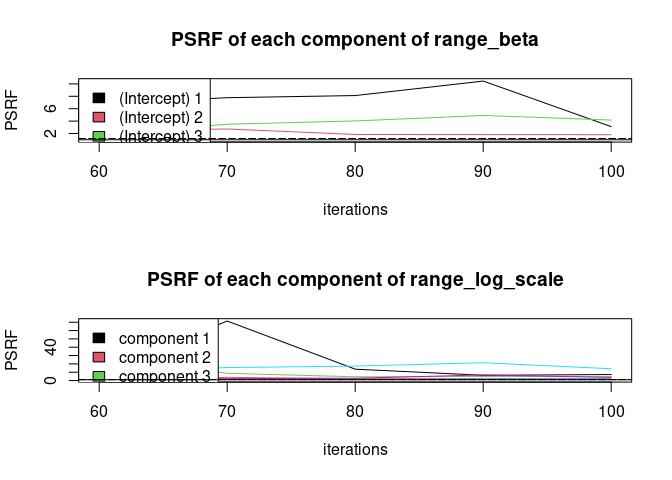 PSRF of each component of range_beta
PSRF
6
2
(Intercept) 1
(Intercept) 2
(Intercept) 3
60 70 80 90 100
iterations
PSRF of each component of range_log_scale
PSRF
40
0
component 1
component 2
component 3
60 70 80 90 100
iterations